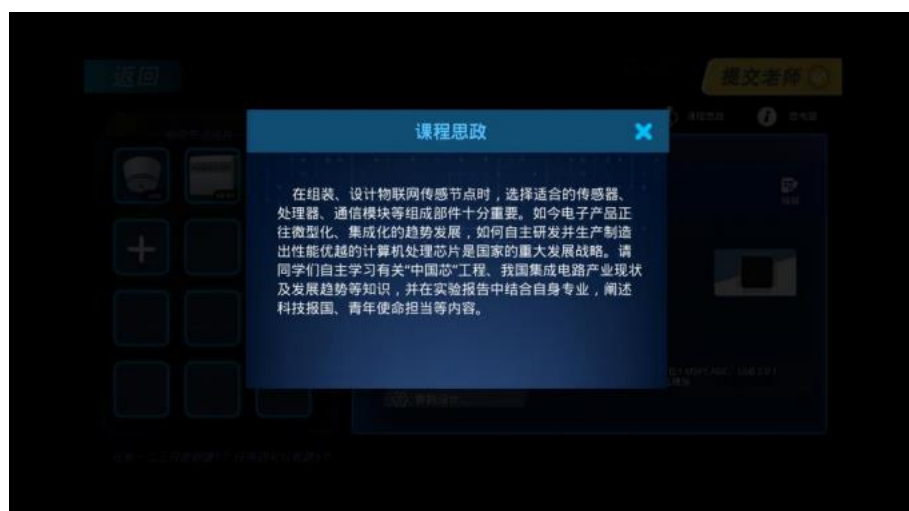 返回
提交老师
课程思政
在组装、设计物联网传感节点时，选择适合的传感器、
处理器、通信模块等组成部件十分重要。如今电子产品正
往微型化、集成化的趋势发展，如何自主研发并生产制造
出性能优越的计算机处理芯片是国家的重大发展战略。请
同学们自主学习有关“中国芯”工程、我国集成电路产业现状
及发展趋势等知识，并在实验报告中结合自身专业，阐述
科技报国、青年使命担当等内容。